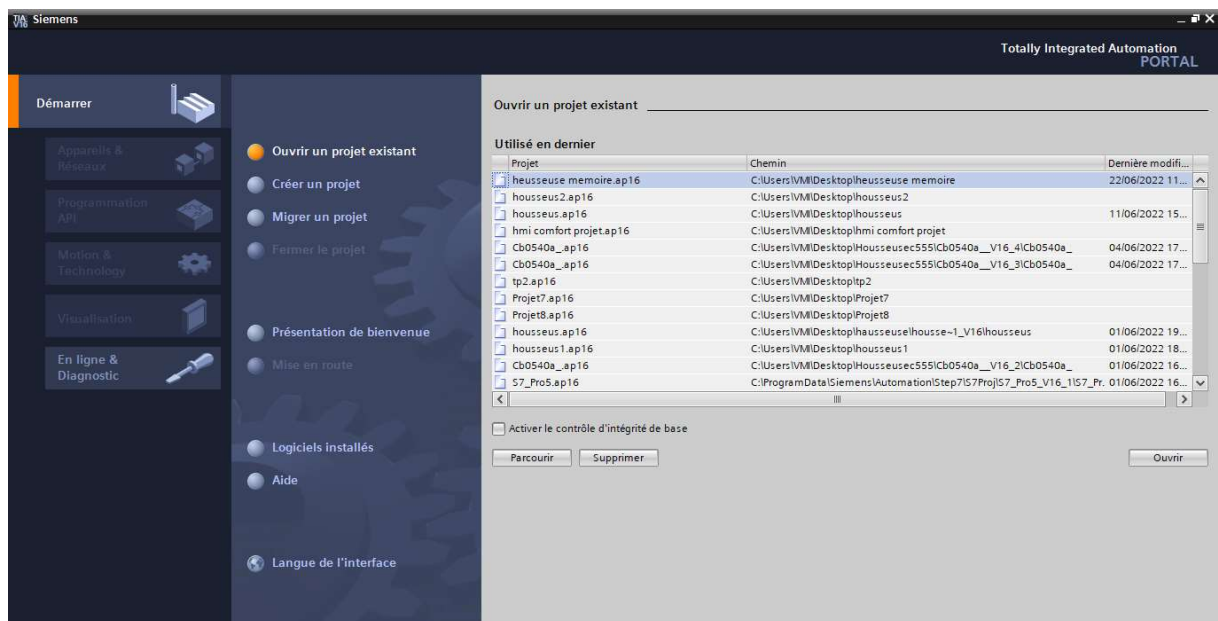 TIA V16 Siemens
Totally Integrated Automation
PORTAL
Démarrer
Appareils &
Réseaux
Programmation
API
Motion &
Technology
Visualisation
En ligne &
Diagnostic
Ouvrir un projet existant
Créer un projet
Migrer un projet
Fermer le projet
Présentation de bienvenue
Mise en route
Logiciels installés
Aide
Langue de l'interface
Ouvrir un projet existant
Utilisé en dernier
Projet Chemin Dernière modifi...
heusseuse memoire.ap16 C:\Users\VM\Desktop\heusseuse memoire 22/06/2022 11...
housseus2.ap16 C:\Users\VM\Desktop\housseus2
housseus.ap16 C:\Users\VM\Desktop\housseus 11/06/2022 15...
hmi comfort projet.ap16 C:\Users\VM\Desktop\hmi comfort projet
Cb0540a_.ap16 C:\Users\VM\Desktop\Housseusec555\Cb0540a__V16_4\Cb0540a_ 04/06/2022 17...
Cb0540a_.ap16 C:\Users\VM\Desktop\Housseusec555\Cb0540a__V16_3\Cb0540a_ 04/06/2022 17...
tp2.ap16 C:\Users\VM\Desktop\tp2
Projet7.ap16 C:\Users\VM\Desktop\Projet7
Projet8.ap16 C:\Users\VM\Desktop\Projet8
housseus.ap16 C:\Users\VM\Desktop\hausseuse\housse~1_V16\housseus 01/06/2022 19...
housseus1.ap16 C:\Users\VM\Desktop\housseus1 01/06/2022 18...
Cb0540a_.ap16 C:\Users\VM\Desktop\Housseusec555\Cb0540a__V16_2\Cb0540a_ 01/06/2022 16...
S7_Pro5.ap16 C:\ProgramData\Siemens\Automation\Step7\S7Proj\S7_Pro5_V16_1\S7_Pr. 01/06/2022 16...
Activer le contrôle d'intégrité de base
Parcourir Supprimer Ouvrir